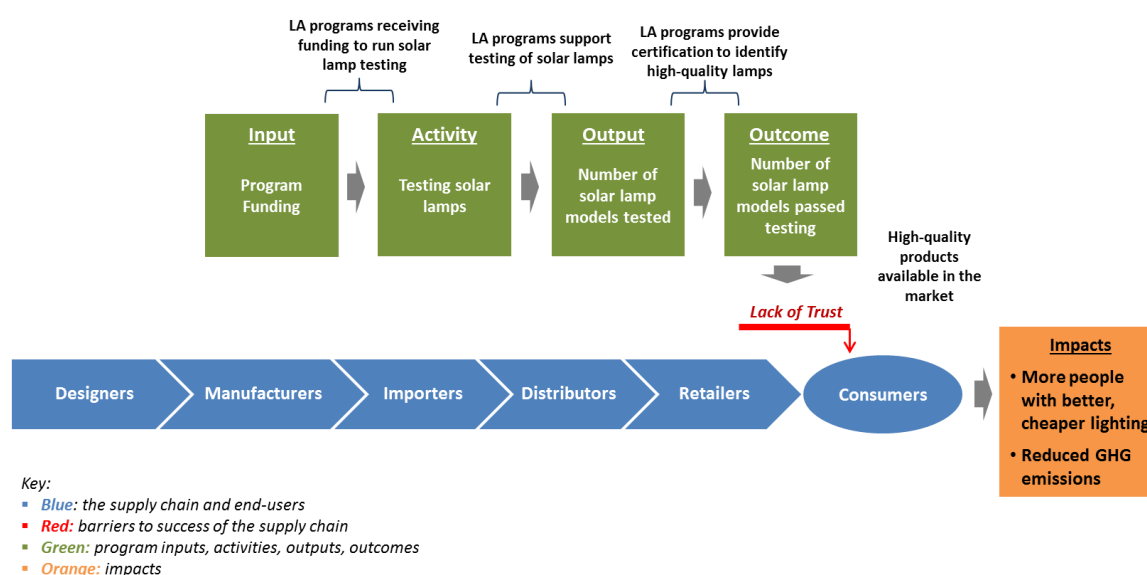 LA programs receiving
funding to run solar
lamp testing
LA programs support
testing of solar lamps
LA programs provide
certification to identify
high-quality lamps
Input
Program
Funding
Activity
Testing solar
lamps
Output
Number of
solar lamp
models tested
Outcome
Number of
solar lamp
models passed
testing
High-quality
products
available in the
market
Lack of Trust
Designers
Manufacturers
Importers
Distributors
Retailers
Consumers
Impacts
• More people
with better,
cheaper lighting
• Reduced GHG
emissions
Key:
▪ Blue: the supply chain and end-users
▪ Red: barriers to success of the supply chain
▪ Green: program inputs, activities, outputs, outcomes
▪ Orange: impacts